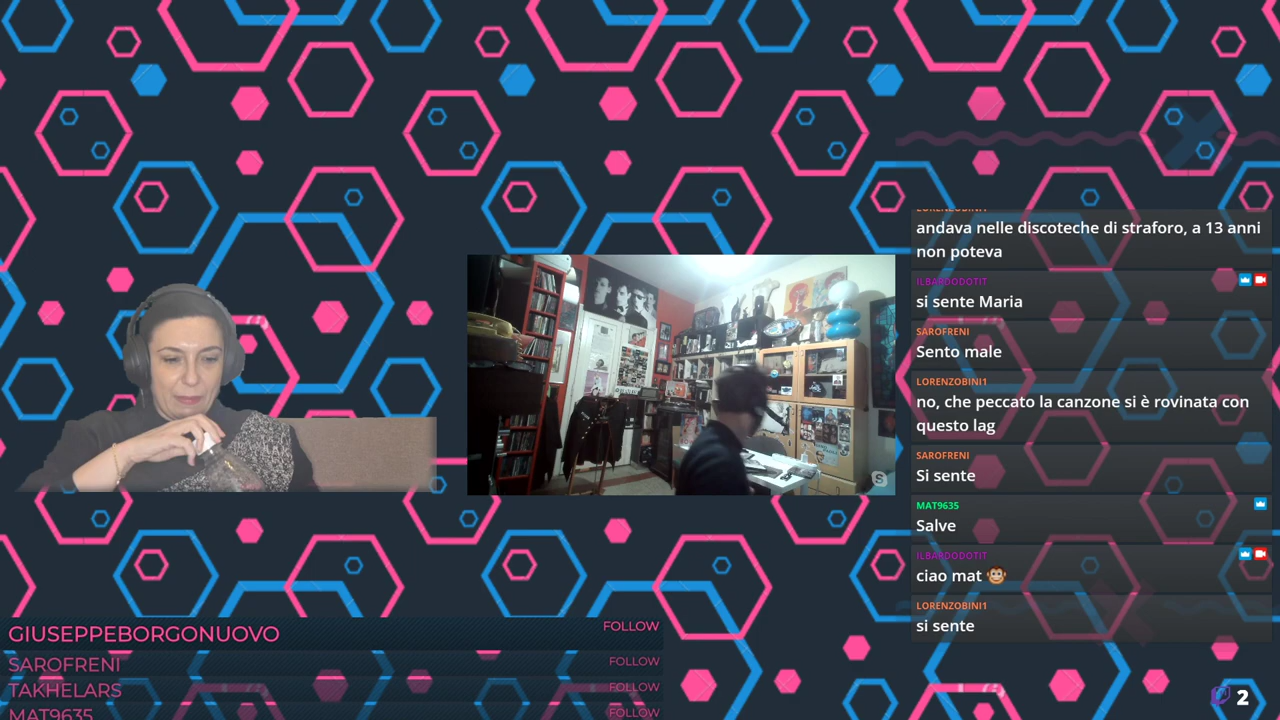 LORENZOBINI1
andava nelle discoteche di straforo, a 13 anni
non poteva
ILBARDODOTIT
si sente Maria
SAROFRENI
Sento male
LORENZOBINI1
no, che peccato la canzone si è rovinata con
questo lag
SAROFRENI
Si sente
MAT9635
Salve
ILBARDODOTIT
ciao mat 🐵
LORENZOBINI1
si sente
GIUSEPPEBORGONUOVO FOLLOW
SAROFRENI FOLLOW
TAKHELARS FOLLOW
MAT9635 FOLLOW
2